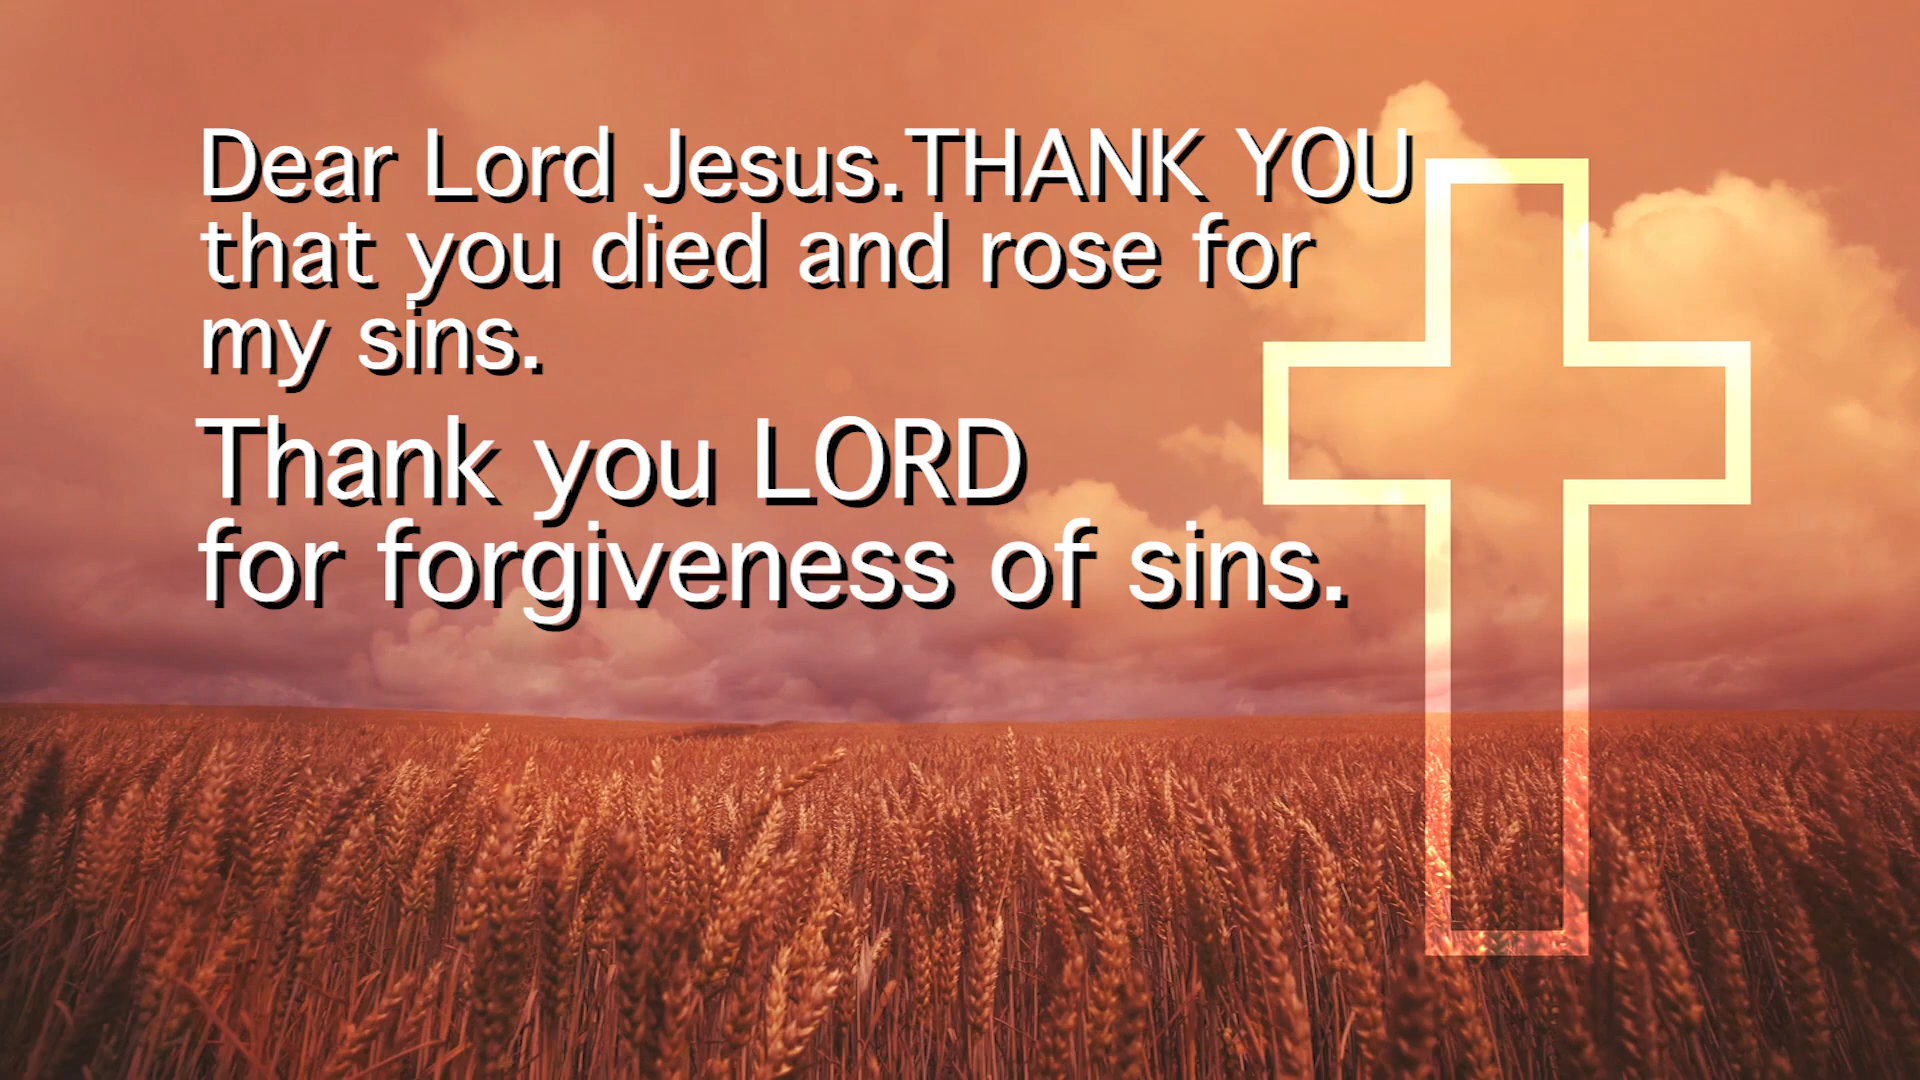 Dear Lord Jesus.THANK YOU
that you died and rose for
my sins.
Thank you LORD
for forgiveness of sins.